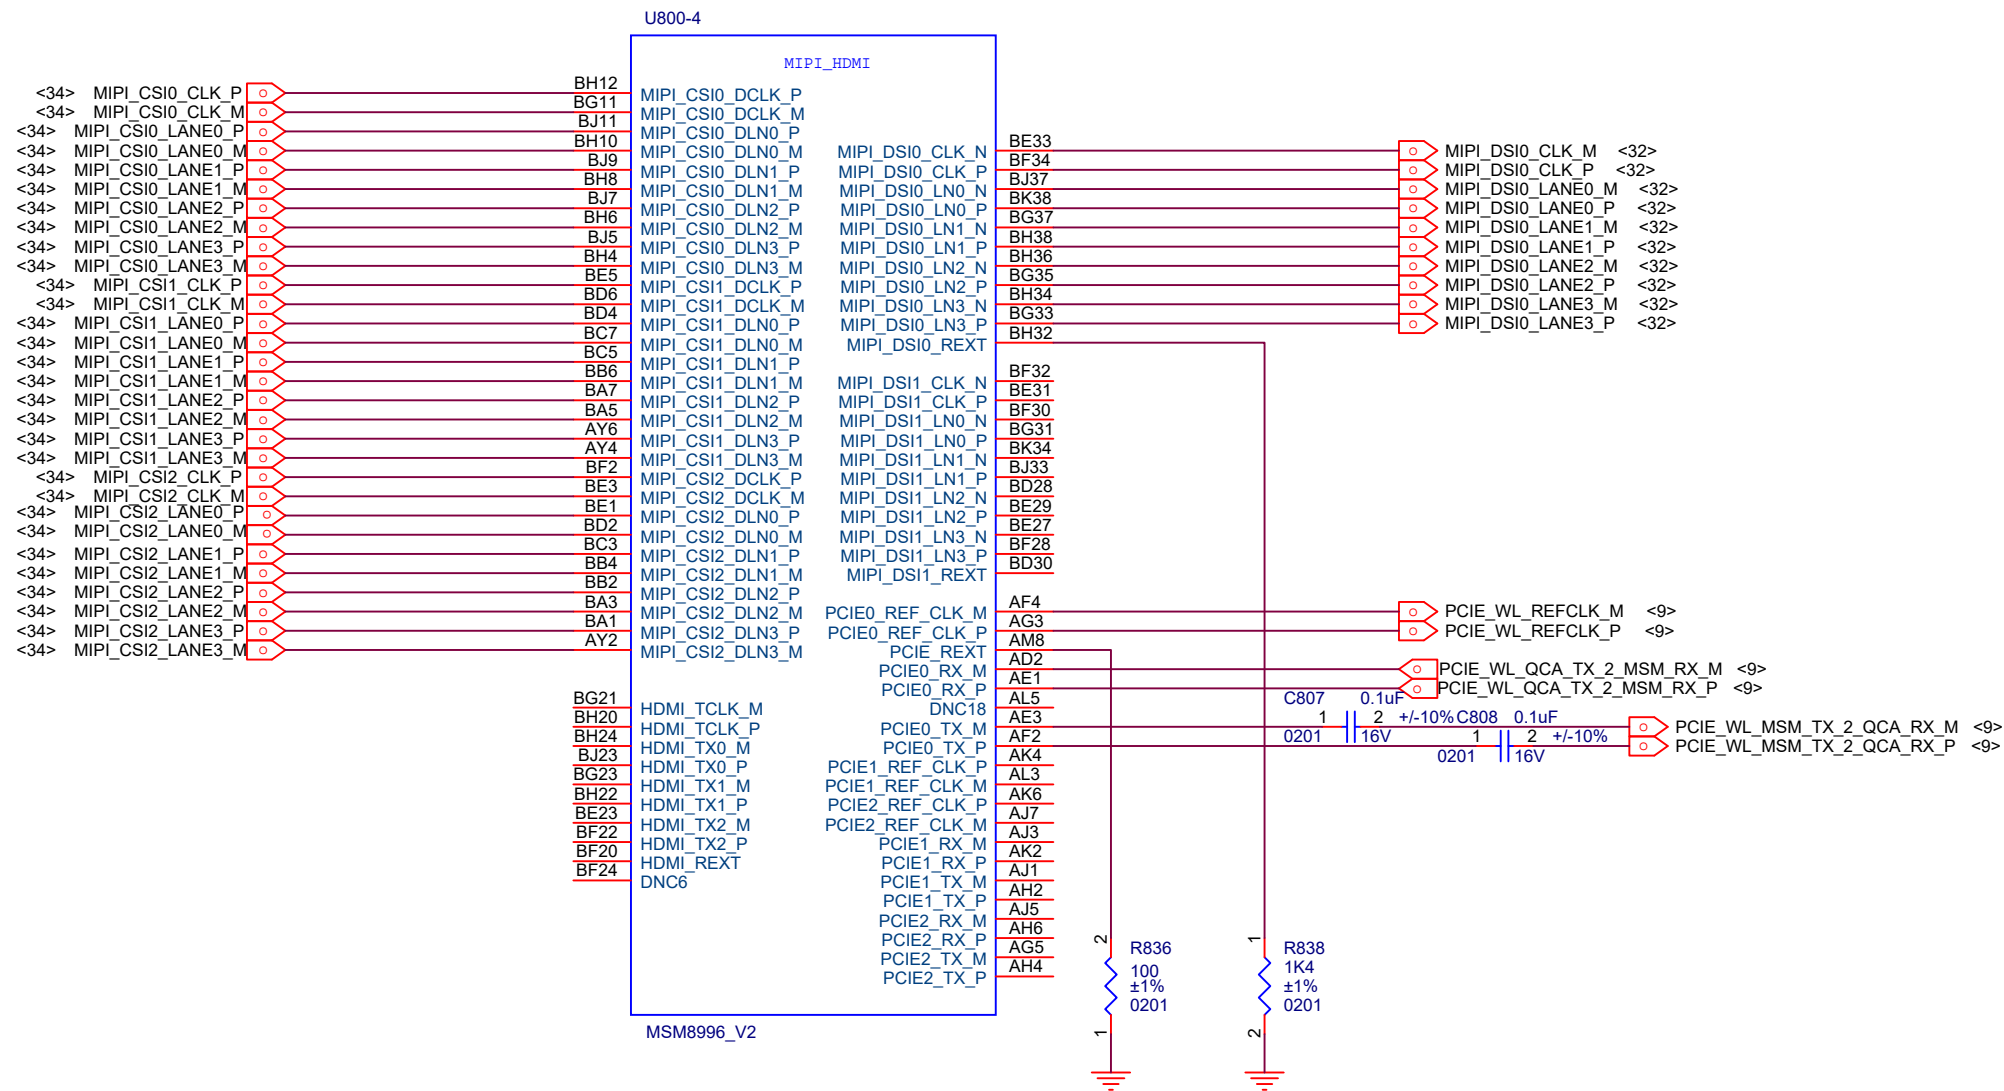 U800-4
MIPI_HDMI
<34> MIPI_CSI0_CLK_P BH12 MIPI_CSI0_DCLK_P
<34> MIPI_CSI0_CLK_M BG11 MIPI_CSI0_DCLK_M
<34> MIPI_CSI0_LANE0_P BJ11 MIPI_CSI0_DLN0_P
<34> MIPI_CSI0_LANE0_M BH10 MIPI_CSI0_DLN0_M
<34> MIPI_CSI0_LANE1_P BJ9 MIPI_CSI0_DLN1_P
<34> MIPI_CSI0_LANE1_M BH8 MIPI_CSI0_DLN1_M
<34> MIPI_CSI0_LANE2_P BJ7 MIPI_CSI0_DLN2_P
<34> MIPI_CSI0_LANE2_M BH6 MIPI_CSI0_DLN2_M
<34> MIPI_CSI0_LANE3_P BJ5 MIPI_CSI0_DLN3_P
<34> MIPI_CSI0_LANE3_M BH4 MIPI_CSI0_DLN3_M
<34> MIPI_CSI1_CLK_P BE5 MIPI_CSI1_DCLK_P
<34> MIPI_CSI1_CLK_M BD6 MIPI_CSI1_DCLK_M
<34> MIPI_CSI1_LANE0_P BD4 MIPI_CSI1_DLN0_P
<34> MIPI_CSI1_LANE0_M BC7 MIPI_CSI1_DLN0_M
<34> MIPI_CSI1_LANE1_P BC5 MIPI_CSI1_DLN1_P
<34> MIPI_CSI1_LANE1_M BB6 MIPI_CSI1_DLN1_M
<34> MIPI_CSI1_LANE2_P BA7 MIPI_CSI1_DLN2_P
<34> MIPI_CSI1_LANE2_M BA5 MIPI_CSI1_DLN2_M
<34> MIPI_CSI1_LANE3_P AY6 MIPI_CSI1_DLN3_P
<34> MIPI_CSI1_LANE3_M AY4 MIPI_CSI1_DLN3_M
<34> MIPI_CSI2_CLK_P BF2 MIPI_CSI2_DCLK_P
<34> MIPI_CSI2_CLK_M BE3 MIPI_CSI2_DCLK_M
<34> MIPI_CSI2_LANE0_P BE1 MIPI_CSI2_DLN0_P
<34> MIPI_CSI2_LANE0_M BD2 MIPI_CSI2_DLN0_M
<34> MIPI_CSI2_LANE1_P BC3 MIPI_CSI2_DLN1_P
<34> MIPI_CSI2_LANE1_M BB4 MIPI_CSI2_DLN1_M
<34> MIPI_CSI2_LANE2_P BB2 MIPI_CSI2_DLN2_P
<34> MIPI_CSI2_LANE2_M BA3 MIPI_CSI2_DLN2_M
<34> MIPI_CSI2_LANE3_P BA1 MIPI_CSI2_DLN3_P
<34> MIPI_CSI2_LANE3_M AY2 MIPI_CSI2_DLN3_M
BG21 HDMI_TCLK_M
BH20 HDMI_TCLK_P
BH24 HDMI_TX0_M
BJ23 HDMI_TX0_P
BG23 HDMI_TX1_M
BH22 HDMI_TX1_P
BE23 HDMI_TX2_M
BF22 HDMI_TX2_P
BF20 HDMI_REXT
BF24 DNC6
MIPI_DSI0_CLK_N BE33 MIPI_DSI0_CLK_M <32>
MIPI_DSI0_CLK_P BF34 MIPI_DSI0_CLK_P <32>
MIPI_DSI0_LN0_N BJ37 MIPI_DSI0_LANE0_M <32>
MIPI_DSI0_LN0_P BK38 MIPI_DSI0_LANE0_P <32>
MIPI_DSI0_LN1_N BG37 MIPI_DSI0_LANE1_M <32>
MIPI_DSI0_LN1_P BH38 MIPI_DSI0_LANE1_P <32>
MIPI_DSI0_LN2_N BH36 MIPI_DSI0_LANE2_M <32>
MIPI_DSI0_LN2_P BG35 MIPI_DSI0_LANE2_P <32>
MIPI_DSI0_LN3_N BH34 MIPI_DSI0_LANE3_M <32>
MIPI_DSI0_LN3_P BG33 MIPI_DSI0_LANE3_P <32>
MIPI_DSI0_REXT BH32
MIPI_DSI1_CLK_N BF32
MIPI_DSI1_CLK_P BE31
MIPI_DSI1_LN0_N BF30
MIPI_DSI1_LN0_P BG31
MIPI_DSI1_LN1_N BK34
MIPI_DSI1_LN1_P BJ33
MIPI_DSI1_LN2_N BD28
MIPI_DSI1_LN2_P BE29
MIPI_DSI1_LN3_N BE27
MIPI_DSI1_LN3_P BF28
MIPI_DSI1_REXT BD30
PCIE0_REF_CLK_M AF4 PCIE_WL_REFCLK_M <9>
PCIE0_REF_CLK_P AG3 PCIE_WL_REFCLK_P <9>
PCIE_REXT AM8
PCIE0_RX_M AD2 PCIE_WL_QCA_TX_2_MSM_RX_M <9>
PCIE0_RX_P AE1 PCIE_WL_QCA_TX_2_MSM_RX_P <9>
DNC18 AL5
C807 0.1uF
PCIE0_TX_M AE3 1 2 +/-10% C808 0.1uF PCIE_WL_MSM_TX_2_QCA_RX_M <9>
PCIE0_TX_P AF2 0201 16V 1 2 +/-10% PCIE_WL_MSM_TX_2_QCA_RX_P <9>
0201 16V
PCIE1_REF_CLK_P AK4
PCIE1_REF_CLK_M AL3
PCIE2_REF_CLK_P AK6
PCIE2_REF_CLK_M AJ7
PCIE1_RX_M AJ3
PCIE1_RX_P AK2
PCIE1_TX_M AJ1
PCIE1_TX_P AH2
PCIE2_RX_M AJ5
PCIE2_RX_P AH6
PCIE2_TX_M AG5
PCIE2_TX_P AH4
2 R836
100
±1%
0201
1
1 R838
1K4
±1%
0201
2
MSM8996_V2